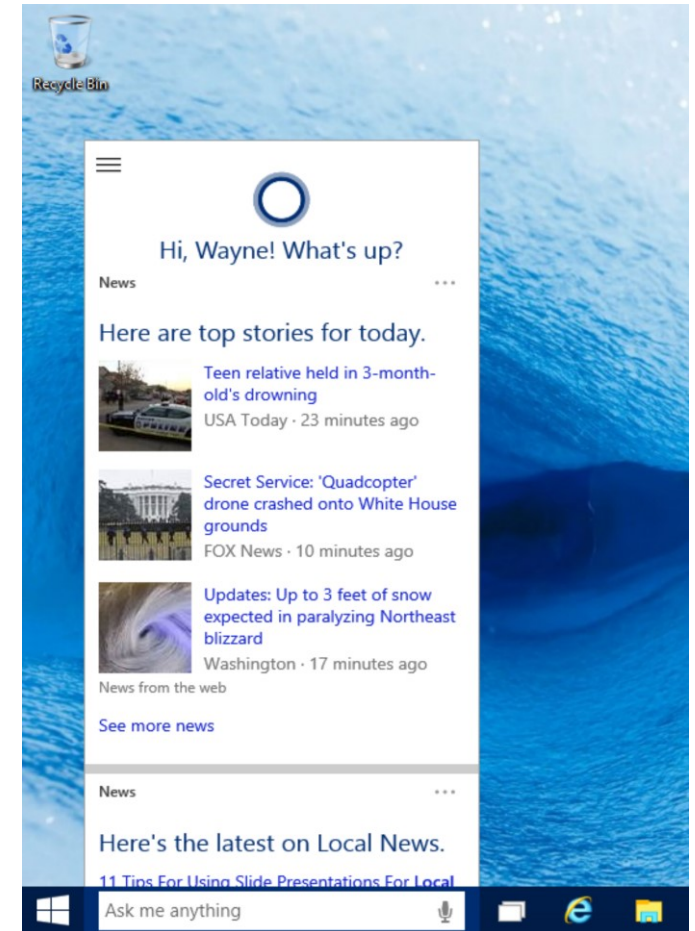 Recycle Bin
Hi, Wayne! What's up?
News
Here are top stories for today.
Teen relative held in 3-month-
old's drowning
USA Today · 23 minutes ago
Secret Service: 'Quadcopter'
drone crashed onto White House
grounds
FOX News · 10 minutes ago
Updates: Up to 3 feet of snow
expected in paralyzing Northeast
blizzard
Washington · 17 minutes ago
News from the web
See more news
News
Here's the latest on Local News.
11 Tips For Using Slide Presentations For Local
Ask me anything